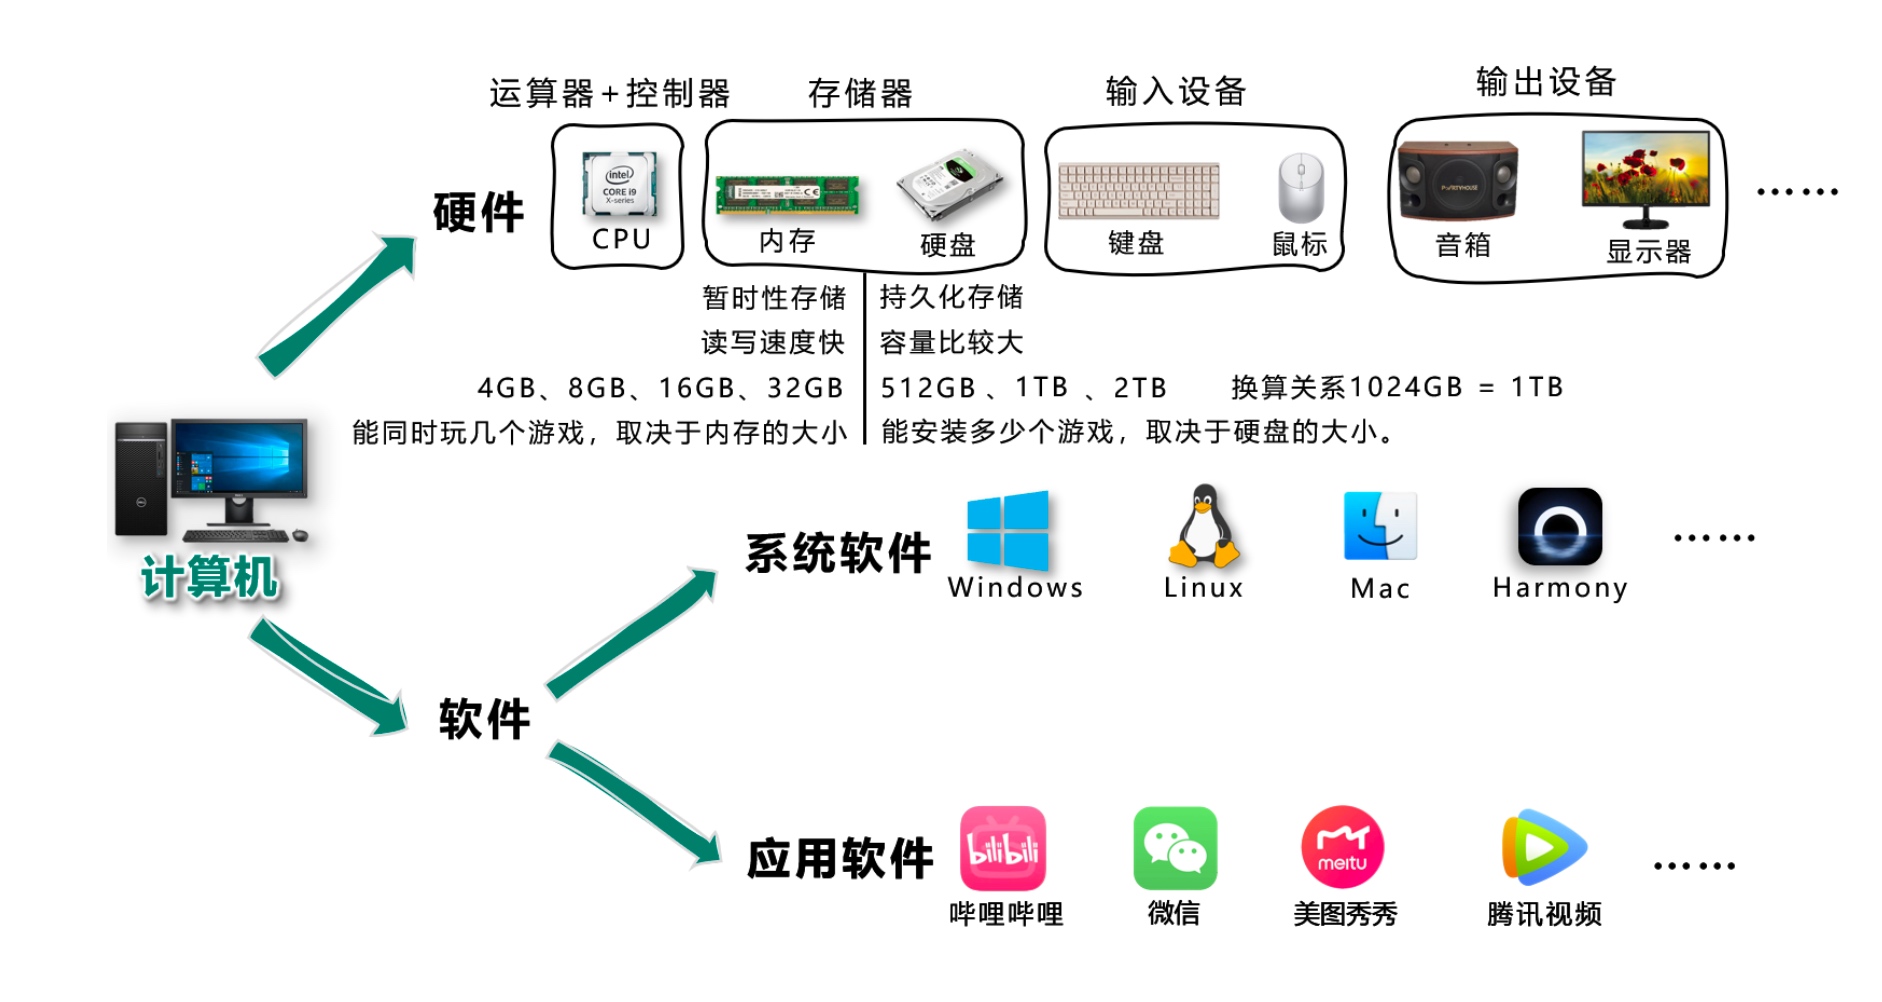 运算器+控制器
存储器
输入设备
输出设备
硬件
intel
CORE i9
X-series
CPU
内存
硬盘
键盘
鼠标
音箱
显示器
······
暂时性存储
持久化存储
读写速度快
容量比较大
4GB、8GB、16GB、32GB
512GB 、1TB 、2TB
换算关系1024GB = 1TB
能同时玩几个游戏，取决于内存的大小
能安装多少个游戏，取决于硬盘的大小。
计算机
系统软件
Windows
Linux
Mac
Harmony
······
软件
应用软件
bilibili
meitu
······
哔哩哔哩
微信
美图秀秀
腾讯视频